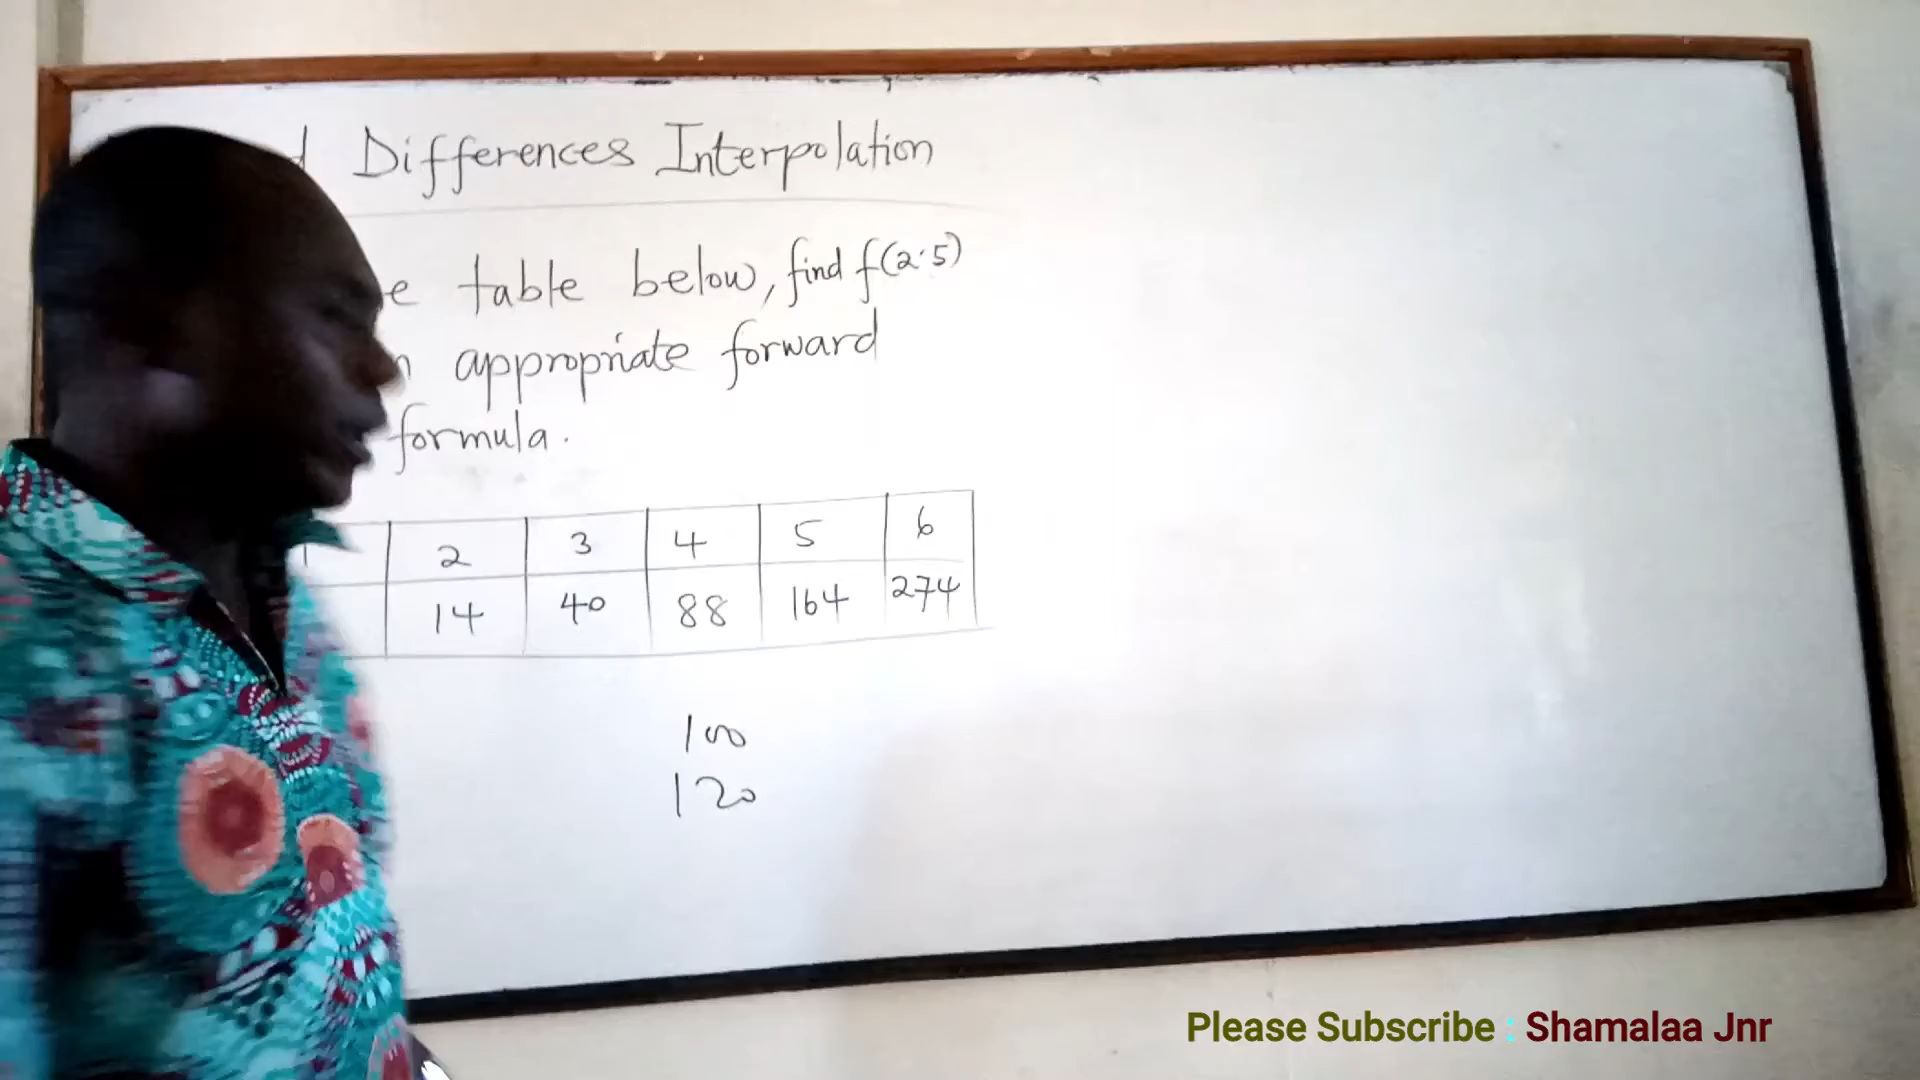 Differences Interpolation
table below, find f(2.5)
appropriate forward
formula.
1 2 3 4 5 6
14 40 88 164 274
100
120
Please Subscribe : Shamalaa Jnr